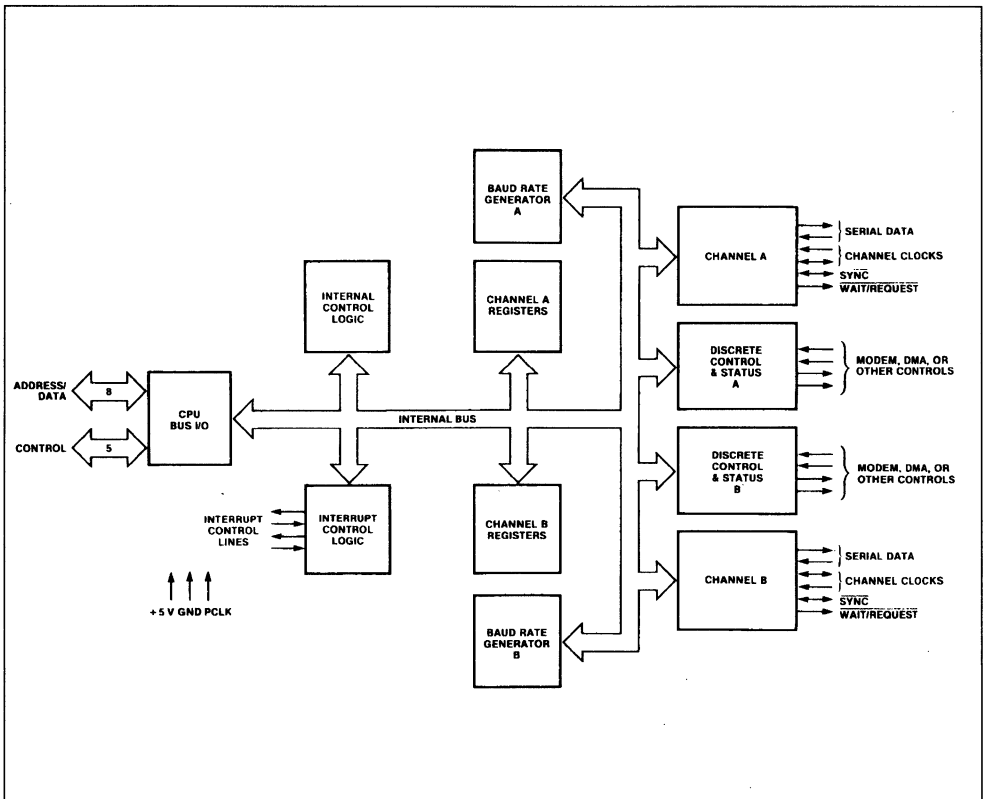 BAUD RATE
GENERATOR
A
CHANNEL A
SERIAL DATA
CHANNEL CLOCKS
SYNC
WAIT/REQUEST
INTERNAL
CONTROL
LOGIC
CHANNEL A
REGISTERS
DISCRETE
CONTROL
& STATUS
A
MODEM, DMA, OR
OTHER CONTROLS
ADDRESS/
DATA
8
CPU
BUS I/O
INTERNAL BUS
CONTROL
5
DISCRETE
CONTROL
& STATUS
B
MODEM, DMA, OR
OTHER CONTROLS
INTERRUPT
CONTROL
LINES
INTERRUPT
CONTROL
LOGIC
CHANNEL B
REGISTERS
CHANNEL B
SERIAL DATA
CHANNEL CLOCKS
SYNC
WAIT/REQUEST
+ 5 V GND PCLK
BAUD RATE
GENERATOR
B